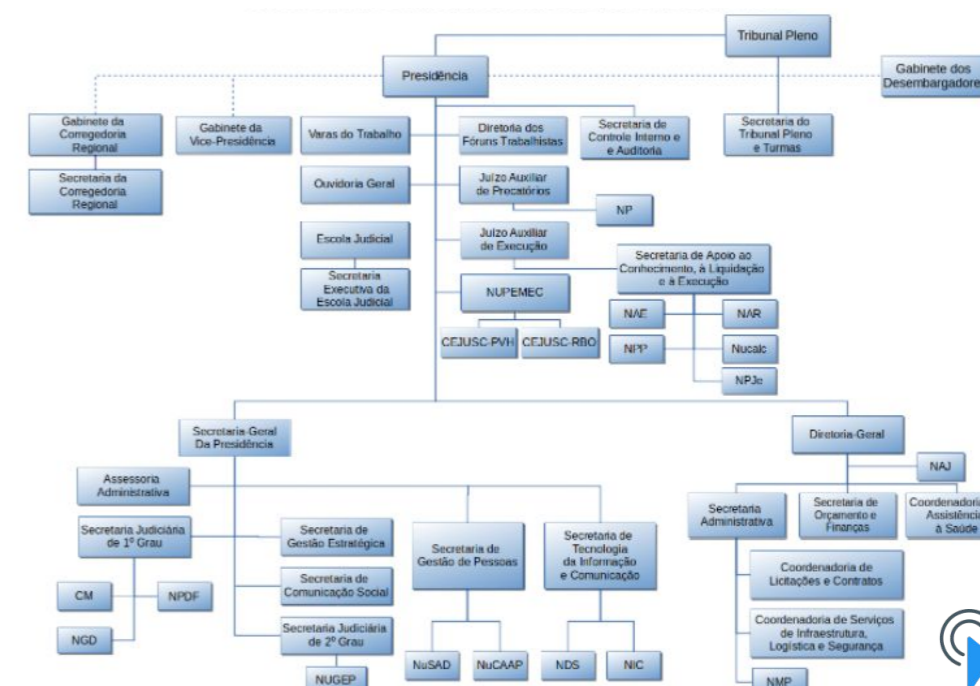 Tribunal Pleno
Presidência
Gabinete dos
Desembargadore
Gabinete da
Corregedoria
Regional
Gabinete da
Vice-Presidência
Varas do Trabalho
Diretoria dos
Fóruns Trabalhistas
Secretaria de
Controle Interno e
e Auditoria
Secretaria do
Tribunal Pleno
e Turmas
Secretaria da
Corregedoria
Regional
Ouvidoria Geral
Juízo Auxiliar
de Precatórios
NP
Escola Judicial
Juízo Auxiliar
de Execução
Secretaria de Apoio ao
Conhecimento, à Liquidação
e à Execução
Secretaria
Executiva da
Escola Judicial
NUPEMEC
NAE
NAR
CEJUSC-PVH
CEJUSC-RBO
NPP
Nucalc
NPJe
Secretaria-Geral
Da Presidência
Diretoria-Geral
NAJ
Assessoria
Administrativa
Secretaria
Administrativa
Secretaria de
Orçamento e
Finanças
Coordenadoria
Assistência
à Saúde
Secretaria Judiciária
de 1º Grau
Secretaria de
Gestão Estratégica
Secretaria de
Gestão de Pessoas
Secretaria de
Tecnologia
da Informação
e Comunicação
Coordenadoria de
Licitações e Contratos
CM
NPDF
Secretaria de
Comunicação Social
NGD
Secretaria Judiciária
de 2º Grau
Coordenadoria de Serviços
de Infraestrutura,
Logística e Segurança
NUGEP
NuSAD
NuCAAP
NDS
NIC
NMP